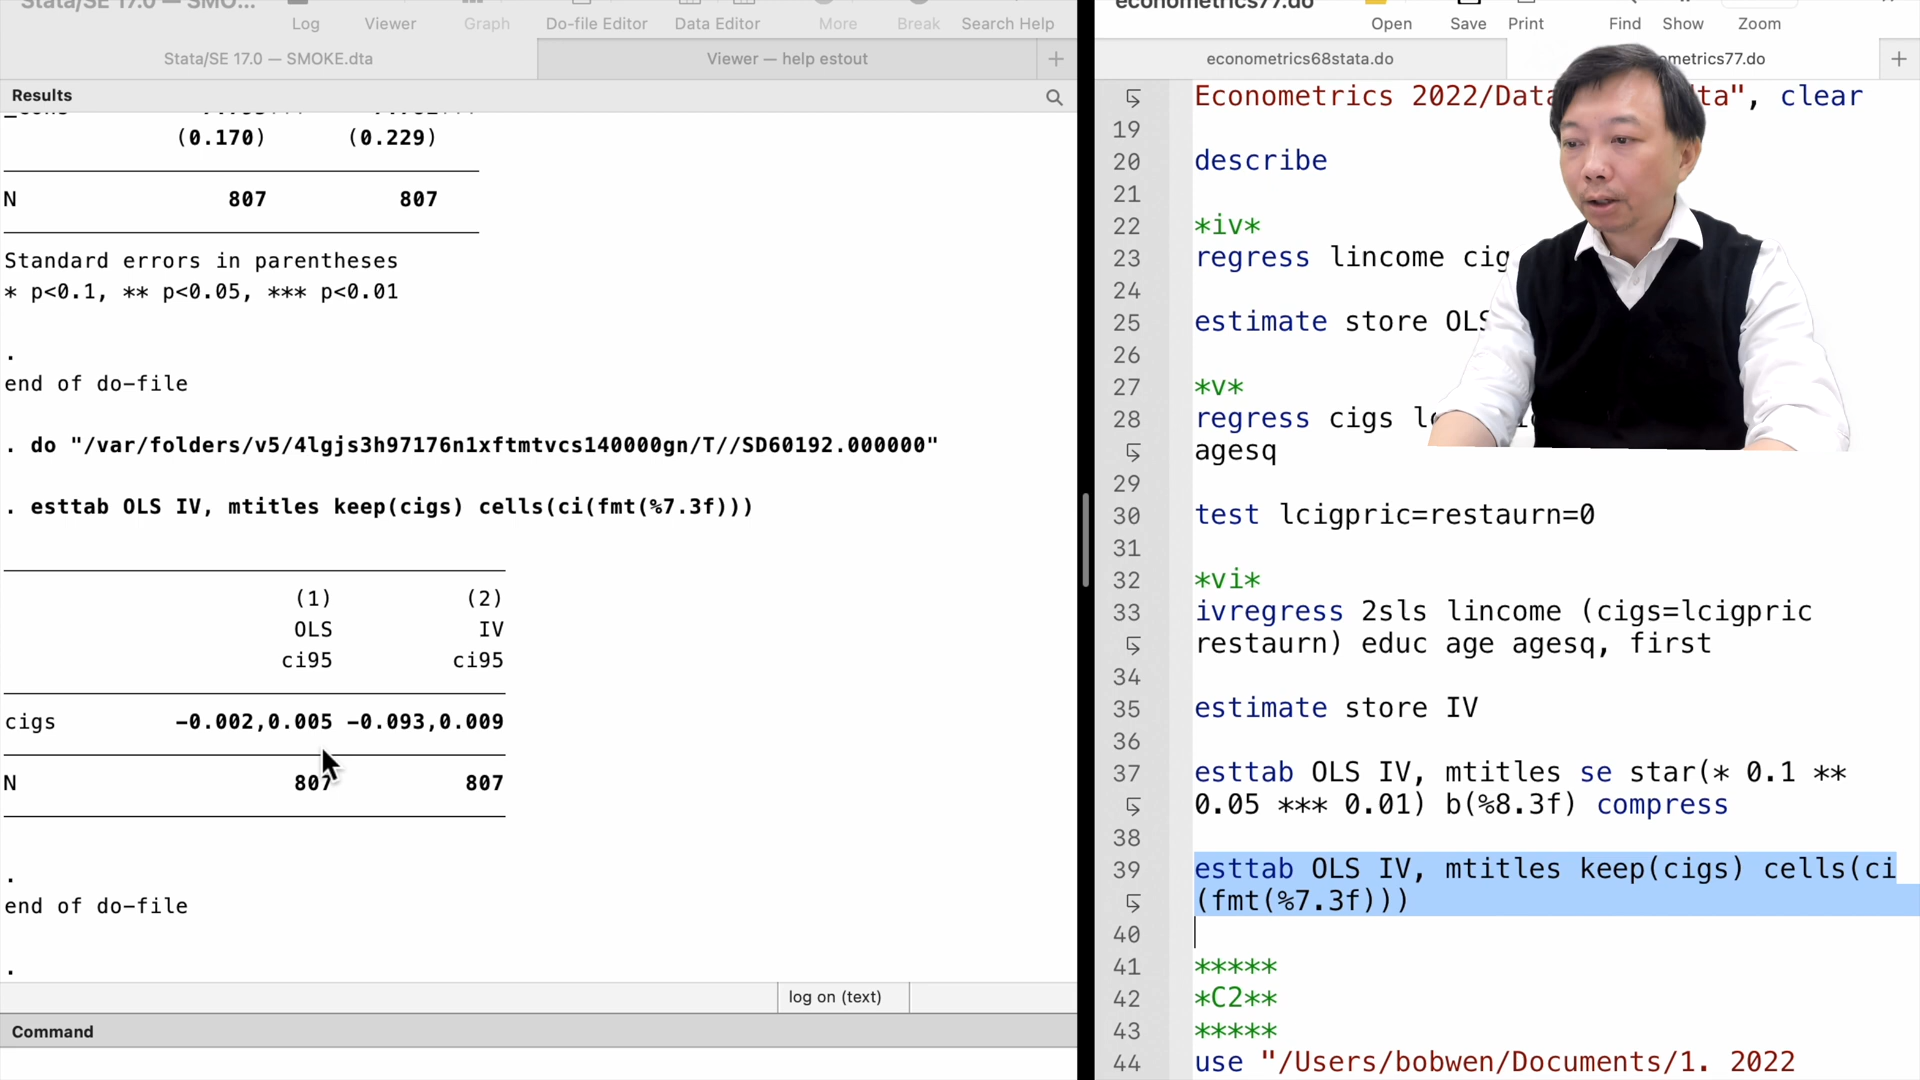 Stata/SE 17.0 — SMO...
Log
Viewer
Graph
Do-file Editor
Data Editor
More
Break
Search Help
Stata/SE 17.0 — SMOKE.dta
Viewer — help estout
Results
_cons
(0.170) (0.229)
N 807 807
Standard errors in parentheses
* p<0.1, ** p<0.05, *** p<0.01
.
end of do-file
. do "/var/folders/v5/4lgjs3h97176n1xftmtvcs140000gn/T//SD60192.000000"
. esttab OLS IV, mtitles keep(cigs) cells(ci(fmt(%7.3f)))
(1) (2)
OLS IV
ci95 ci95
cigs -0.002,0.005 -0.093,0.009
N 807 807
.
end of do-file
.
log on (text)
Command
econometrics77.do
Open
Save
Print
Find
Show
Zoom
econometrics68stata.do
metrics77.do
Econometrics 2022/Data ta", clear
19
20 describe
21
22 *iv*
23 regress lincome cig
24
25 estimate store OLS
26
27 *v*
28 regress cigs lc
agesq
29
30 test lcigpric=restaurn=0
31
32 *vi*
33 ivregress 2sls lincome (cigs=lcigpric
restaurn) educ age agesq, first
34
35 estimate store IV
36
37 esttab OLS IV, mtitles se star(* 0.1 **
0.05 *** 0.01) b(%8.3f) compress
38
39 esttab OLS IV, mtitles keep(cigs) cells(ci
(fmt(%7.3f)))
40
41 *****
42 *C2**
43 *****
44 use "/Users/bobwen/Documents/1. 2022